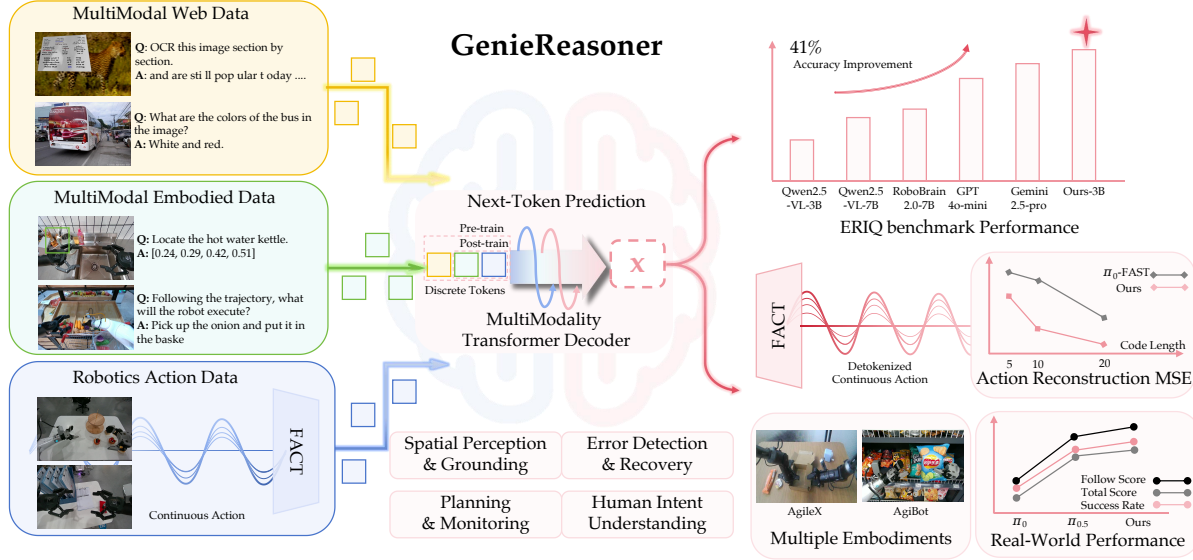 MultiModal Web Data
Q: OCR this image section by
section.
A: and are sti ll pop ular t oday ....
Q: What are the colors of the bus in
the image?
A: White and red.
MultiModal Embodied Data
Q: Locate the hot water kettle.
A: [0.24, 0.29, 0.42, 0.51]
Q: Following the trajectory, what
will the robot execute?
A: Pick up the onion and put it in
the baske
Robotics Action Data
FACT
Continuous Action
GenieReasoner
Next-Token Prediction
Pre-train
Post-train
Discrete Tokens
x
MultiModality
Transformer Decoder
Spatial Perception
& Grounding
Error Detection
& Recovery
Planning
& Monitoring
Human Intent
Understanding
41%
Accuracy Improvement
Qwen2.5
-VL-3B
Qwen2.5
-VL-7B
RoboBrain
2.0-7B
GPT
4o-mini
Gemini
2.5-pro
Ours-3B
ERIQ benchmark Performance
FACT
Detokenized
Continuous Action
π0-FAST
Ours
Code Length
5 10 20
Action Reconstruction MSE
AgileX
AgiBot
Multiple Embodiments
Follow Score
Total Score
Success Rate
π0 π0.5 Ours
Real-World Performance